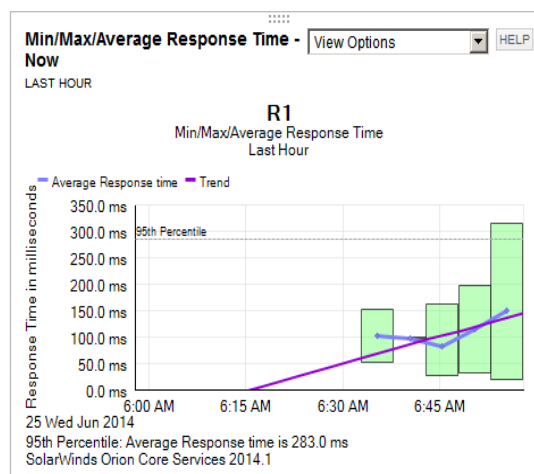 Min/Max/Average Response Time - Now
View Options
HELP
LAST HOUR
R1
Min/Max/Average Response Time
Last Hour
Average Response time
Trend
Response Time in milliseconds
350.0 ms
300.0 ms
95th Percentile
250.0 ms
200.0 ms
150.0 ms
100.0 ms
50.0 ms
0.0 ms
6:00 AM
6:15 AM
6:30 AM
6:45 AM
25 Wed Jun 2014
95th Percentile: Average Response time is 283.0 ms
SolarWinds Orion Core Services 2014.1